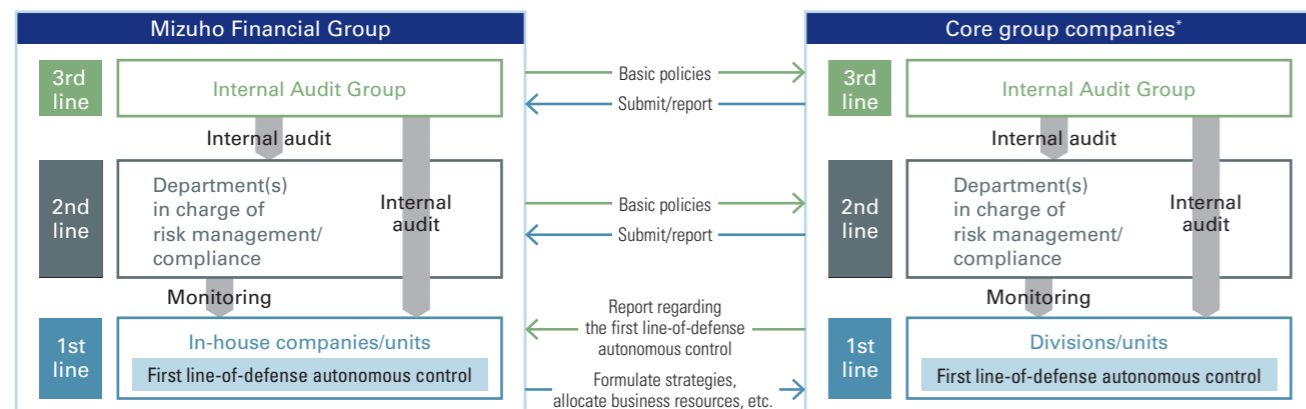 Mizuho Financial Group
3rd
line
Internal Audit Group
Internal audit
2nd
line
Department(s)
in charge of
risk management/
compliance
Internal
audit
Monitoring
1st
line
In-house companies/units
First line-of-defense autonomous control
Basic policies
Submit/report
Basic policies
Submit/report
Report regarding
the first line-of-defense
autonomous control
Formulate strategies,
allocate business resources, etc.
Core group companies*
3rd
line
Internal Audit Group
Internal audit
2nd
line
Department(s)
in charge of
risk management/
compliance
Internal
audit
Monitoring
1st
line
Divisions/units
First line-of-defense autonomous control